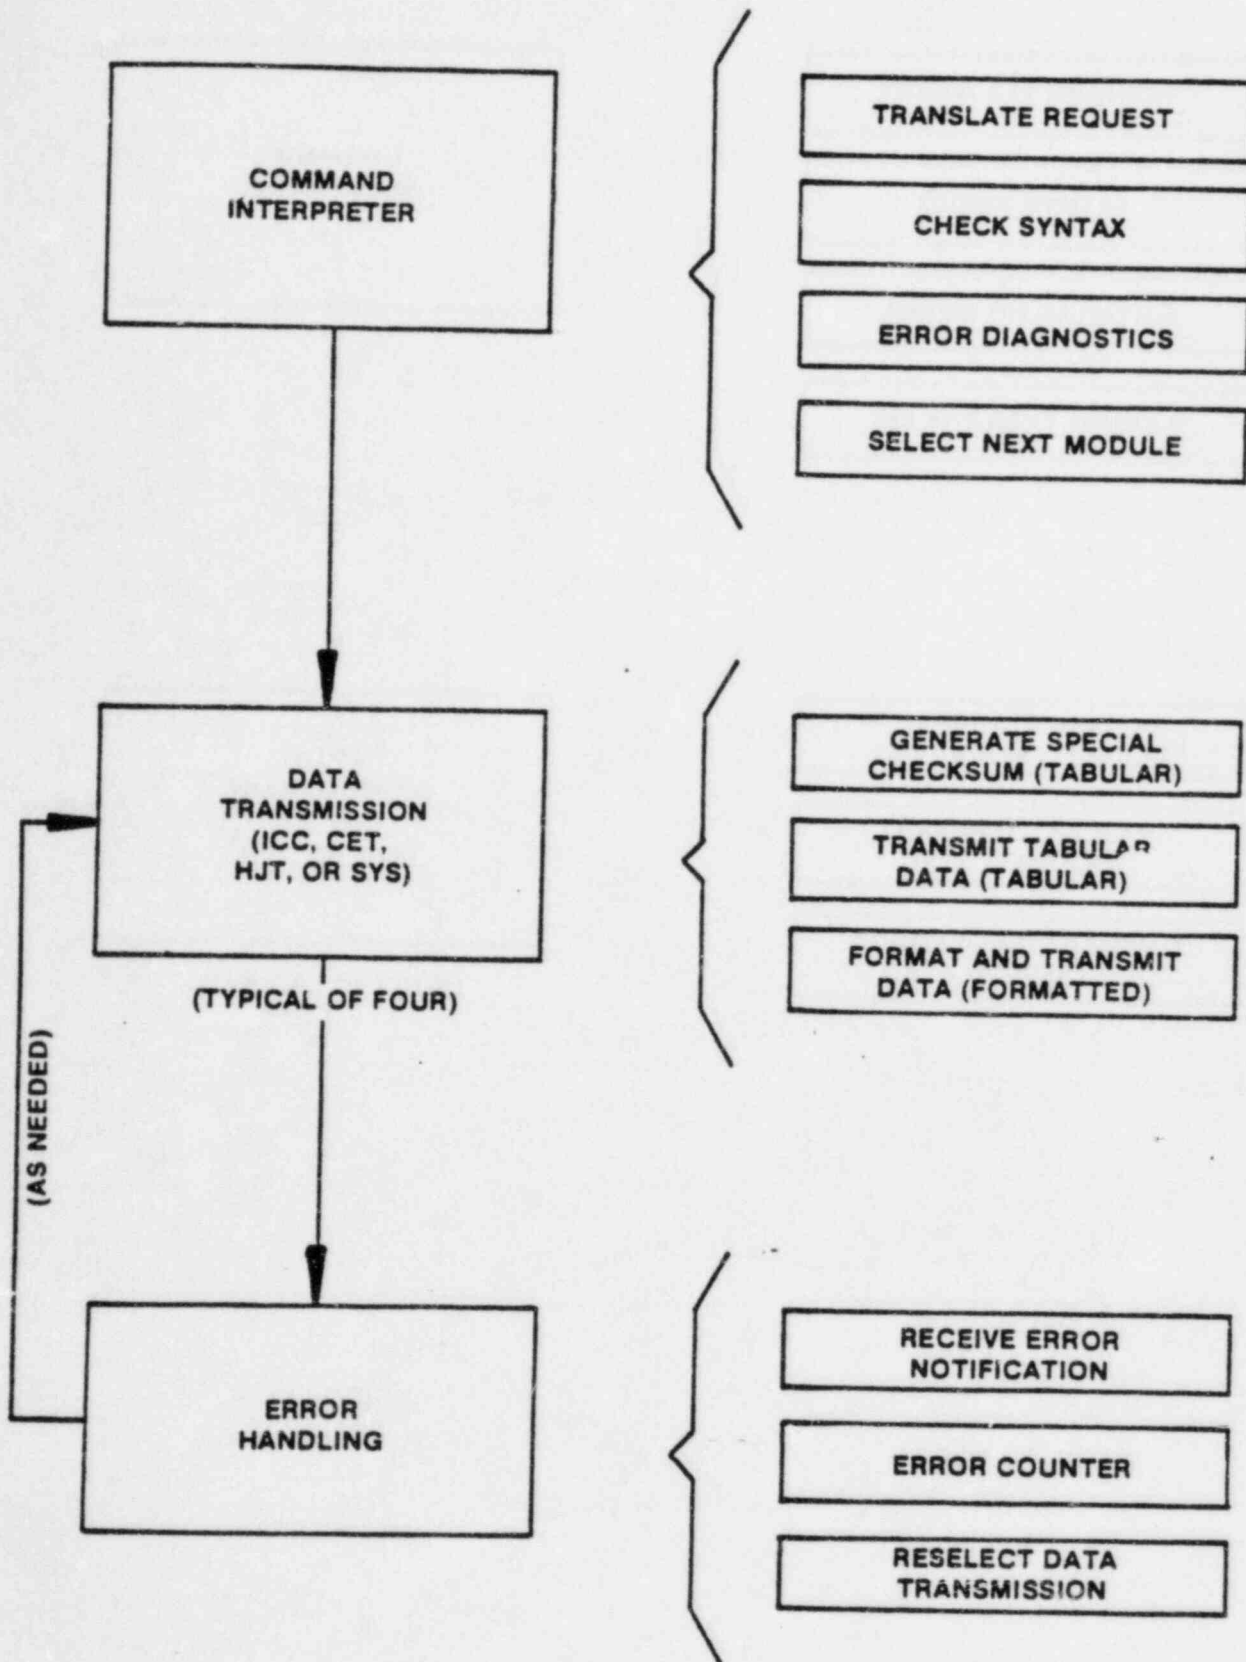 COMMAND
INTERPRETER
TRANSLATE REQUEST
CHECK SYNTAX
ERROR DIAGNOSTICS
SELECT NEXT MODULE
DATA
TRANSMISSION
(ICC, CET,
HJT, OR SYS)
(TYPICAL OF FOUR)
GENERATE SPECIAL
CHECKSUM (TABULAR)
TRANSMIT TABULAR
DATA (TABULAR)
FORMAT AND TRANSMIT
DATA (FORMATTED)
(AS NEEDED)
ERROR
HANDLING
RECEIVE ERROR
NOTIFICATION
ERROR COUNTER
RESELECT DATA
TRANSMISSION